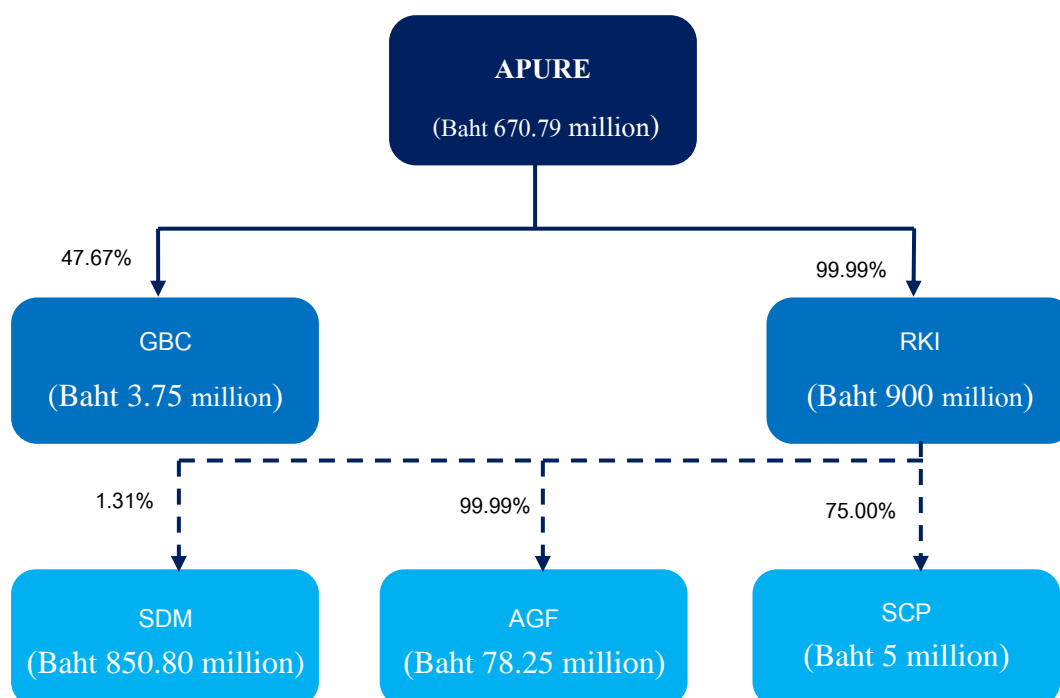 APURE
(Baht 670.79 million)
47.67%
99.99%
GBC
(Baht 3.75 million)
RKI
(Baht 900 million)
1.31%
99.99%
75.00%
SDM
(Baht 850.80 million)
AGF
(Baht 78.25 million)
SCP
(Baht 5 million)